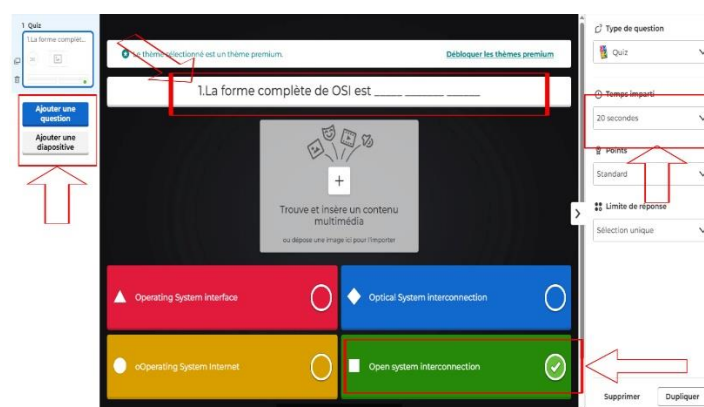 1 Quiz
1.La forme complèt...
Ajouter une
question
Ajouter une
diapositive
Le thème sélectionné est un thème premium.
Débloquer les thèmes premium
1.La forme complète de OSI est _____ _______ ______
Trouve et insère un contenu
multimédia
ou dépose une image ici pour l'importer
Operating System interface
Optical System interconnection
oOperating System Internet
Open system interconnection
Type de question
Quiz
Temps imparti
20 secondes
Points
Standard
Limite de réponse
Sélection unique
Supprimer
Dupliquer